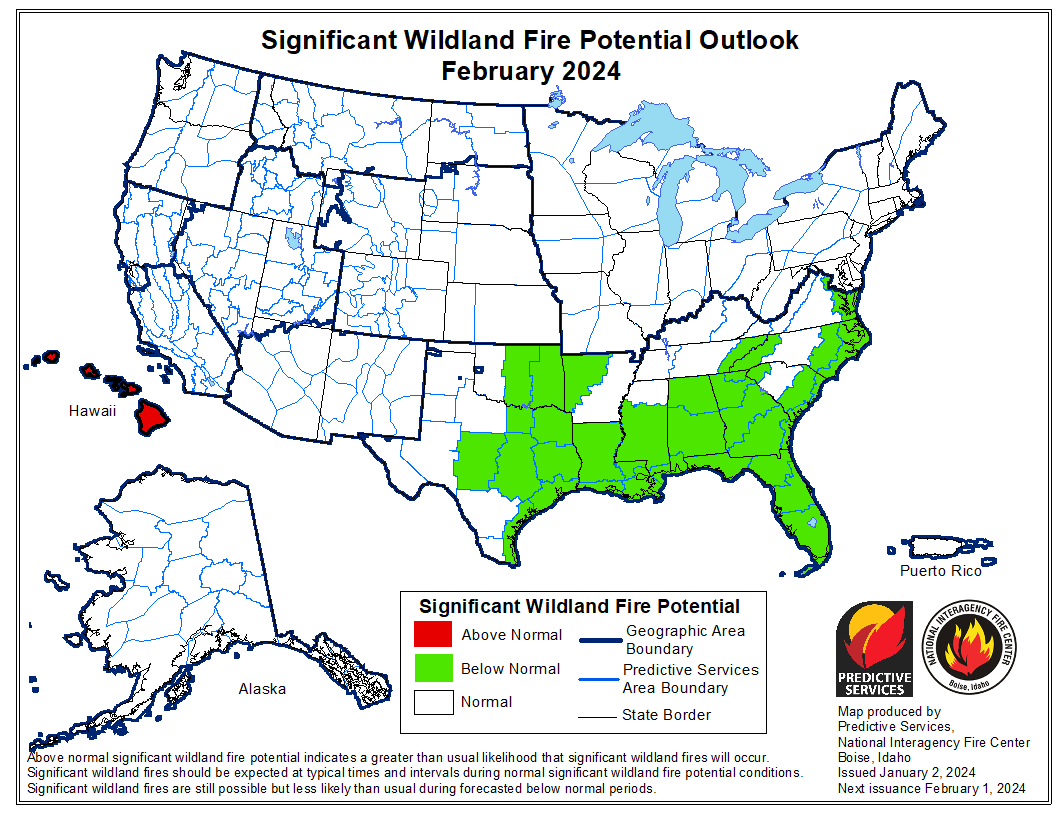 Significant Wildland Fire Potential Outlook
February 2024
Hawaii
Alaska
Puerto Rico
Significant Wildland Fire Potential
Above Normal
Below Normal
Normal
Geographic Area
Boundary
Predictive Services
Area Boundary
State Border
PREDICTIVE
SERVICES
NATIONAL INTERAGENCY FIRE CENTER
Boise, Idaho
Map produced by
Predictive Services,
National Interagency Fire Center
Boise, Idaho
Issued January 2, 2024
Next issuance February 1, 2024
Above normal significant wildland fire potential indicates a greater than usual likelihood that significant wildland fires will occur.
Significant wildland fires should be expected at typical times and intervals during normal significant wildland fire potential conditions.
Significant wildland fires are still possible but less likely than usual during forecasted below normal periods.